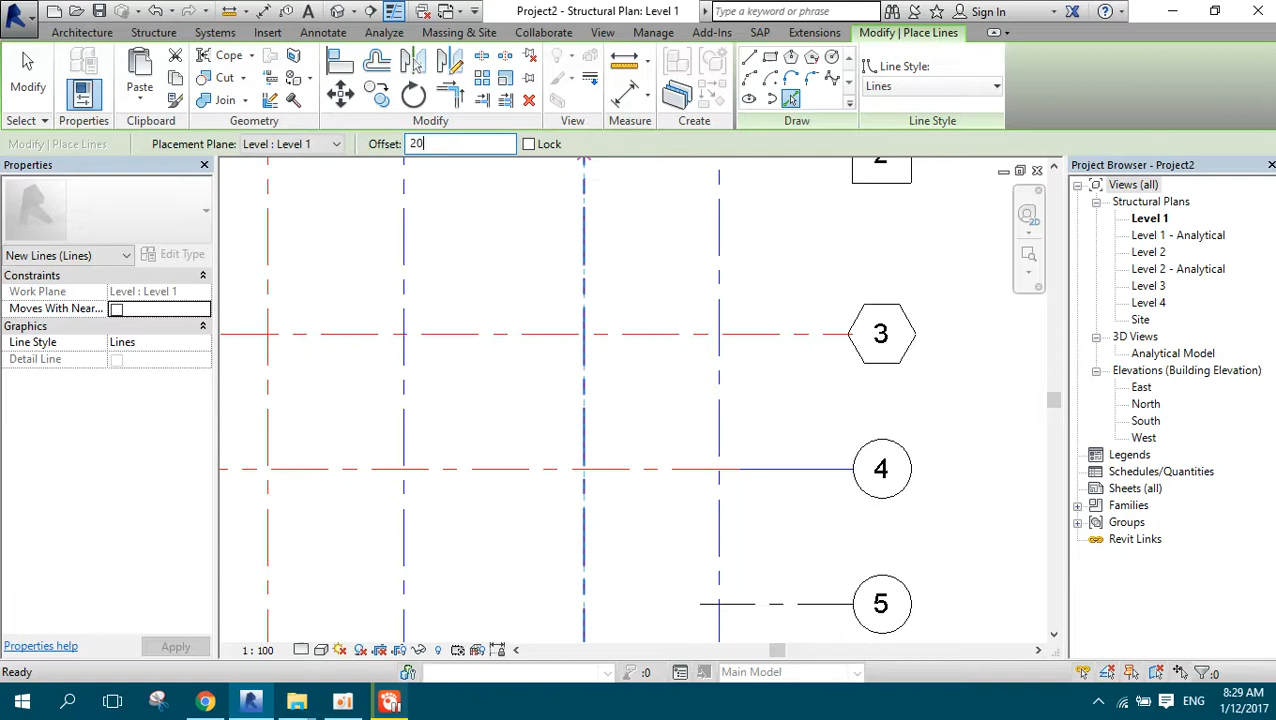 Project2 - Structural Plan: Level 1
Type a keyword or phrase
Sign In
Architecture
Structure
Systems
Insert
Annotate
Analyze
Massing & Site
Collaborate
View
Manage
Add-Ins
SAP
Extensions
Modify | Place Lines
Modify
Paste
Cope
Cut
Join
Line Style:
Lines
Select
Properties
Clipboard
Geometry
Modify
View
Measure
Create
Draw
Line Style
Modify | Place Lines
Placement Plane:
Level : Level 1
Offset:
20
Lock
Properties
New Lines (Lines)
Edit Type
Constraints
Work Plane
Level : Level 1
Moves With Near...
Graphics
Line Style
Lines
Detail Line
Properties help
Apply
2
3
4
5
2D
Project Browser - Project2
Views (all)
Structural Plans
Level 1
Level 1 - Analytical
Level 2
Level 2 - Analytical
Level 3
Level 4
Site
3D Views
Analytical Model
Elevations (Building Elevation)
East
North
South
West
Legends
Schedules/Quantities
Sheets (all)
Families
Groups
Revit Links
1 : 100
Ready
:0
Main Model
:0
ENG
8:29 AM
1/12/2017